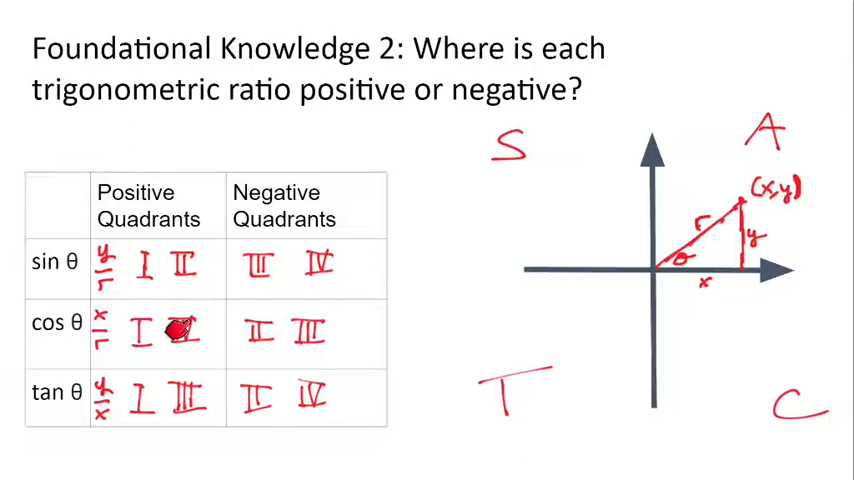 Foundational Knowledge 2: Where is each
trigonometric ratio positive or negative?
S
A
(x,y)
r
y
θ
x
T
C
Positive Quadrants
Negative Quadrants
sin θ y/r I II III IV
cos θ x/r I II III
tan θ y/x I III II IV